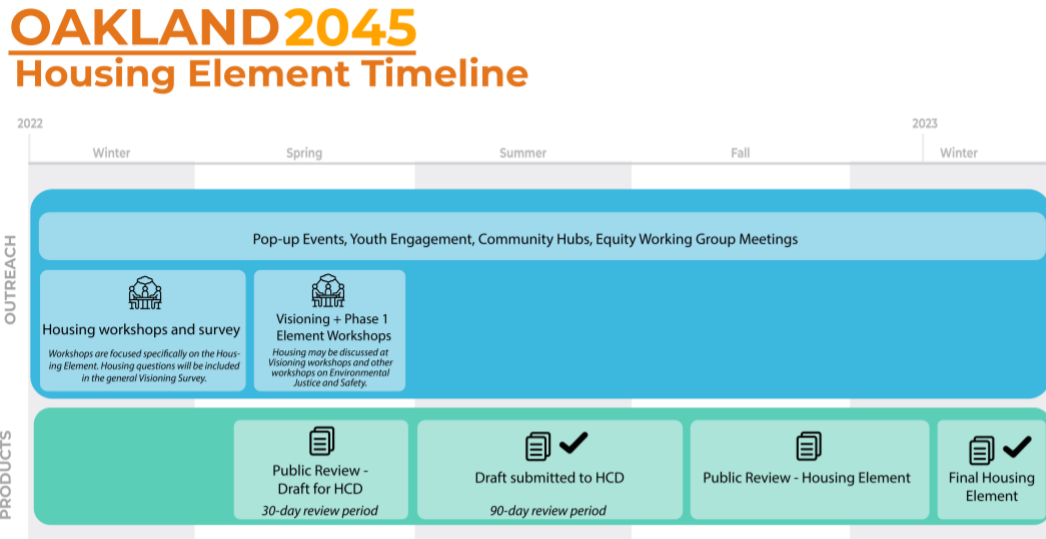 OAKLAND 2045
Housing Element Timeline
2022
2023
Winter
Spring
Summer
Fall
Winter
OUTREACH
Pop-up Events, Youth Engagement, Community Hubs, Equity Working Group Meetings
Housing workshops and survey
Workshops are focused specifically on the Hous-
ing Element. Housing questions will be included
in the general Visioning Survey.
Visioning + Phase 1
Element Workshops
Housing may be discussed at
Visioning workshops and other
workshops on Environmental
Justice and Safety.
PRODUCTS
Public Review -
Draft for HCD
30-day review period
Draft submitted to HCD
90-day review period
Public Review - Housing Element
Final Housing
Element